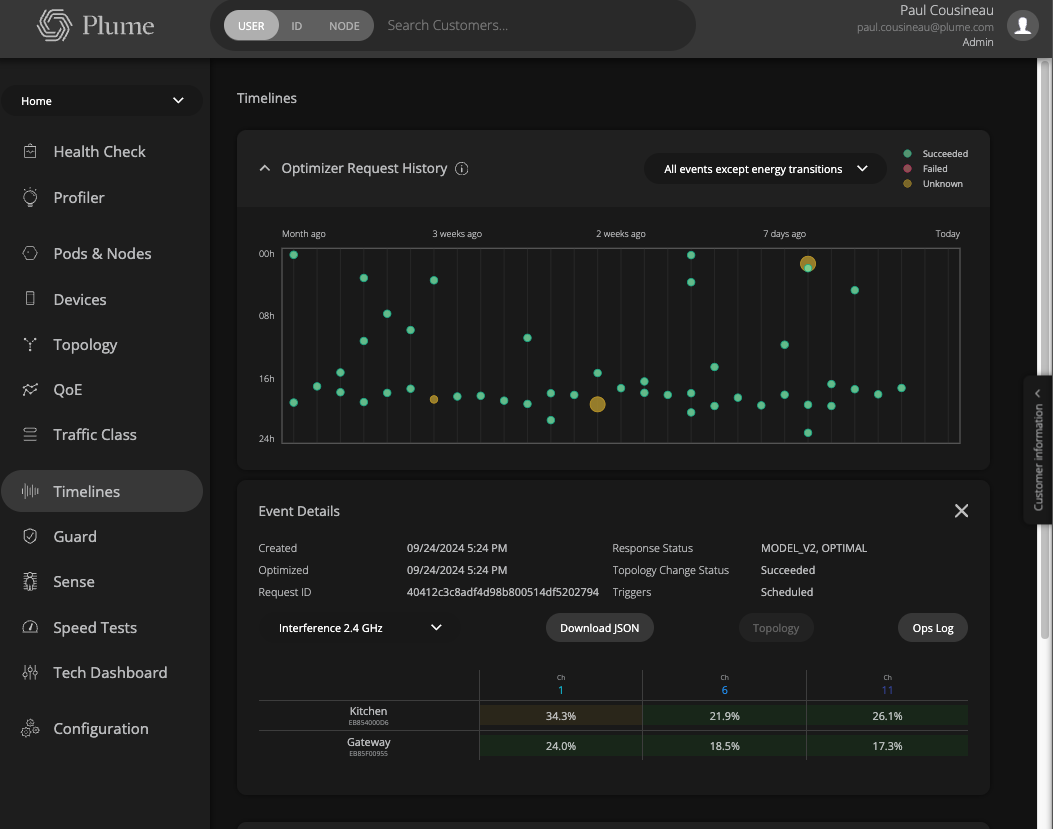 Plume
USER ID NODE Search Customers...
Paul Cousineau
paul.cousineau@plume.com
Admin
Home
Health Check
Profiler
Pods & Nodes
Devices
Topology
QoE
Traffic Class
Timelines
Guard
Sense
Speed Tests
Tech Dashboard
Configuration
Timelines
Optimizer Request History
All events except energy transitions
Succeeded
Failed
Unknown
Month ago 3 weeks ago 2 weeks ago 7 days ago Today
00h
08h
16h
24h
Event Details
Created 09/24/2024 5:24 PM Response Status MODEL_V2, OPTIMAL
Optimized 09/24/2024 5:24 PM Topology Change Status Succeeded
Request ID 40412c3c8adf4d98b800514df5202794 Triggers Scheduled
Interference 2.4 GHz Download JSON Topology Ops Log
Ch Ch Ch
1 6 11
Kitchen 34.3% 21.9% 26.1%
EB854000D6
Gateway 24.0% 18.5% 17.3%
EB85F00955
Customer information